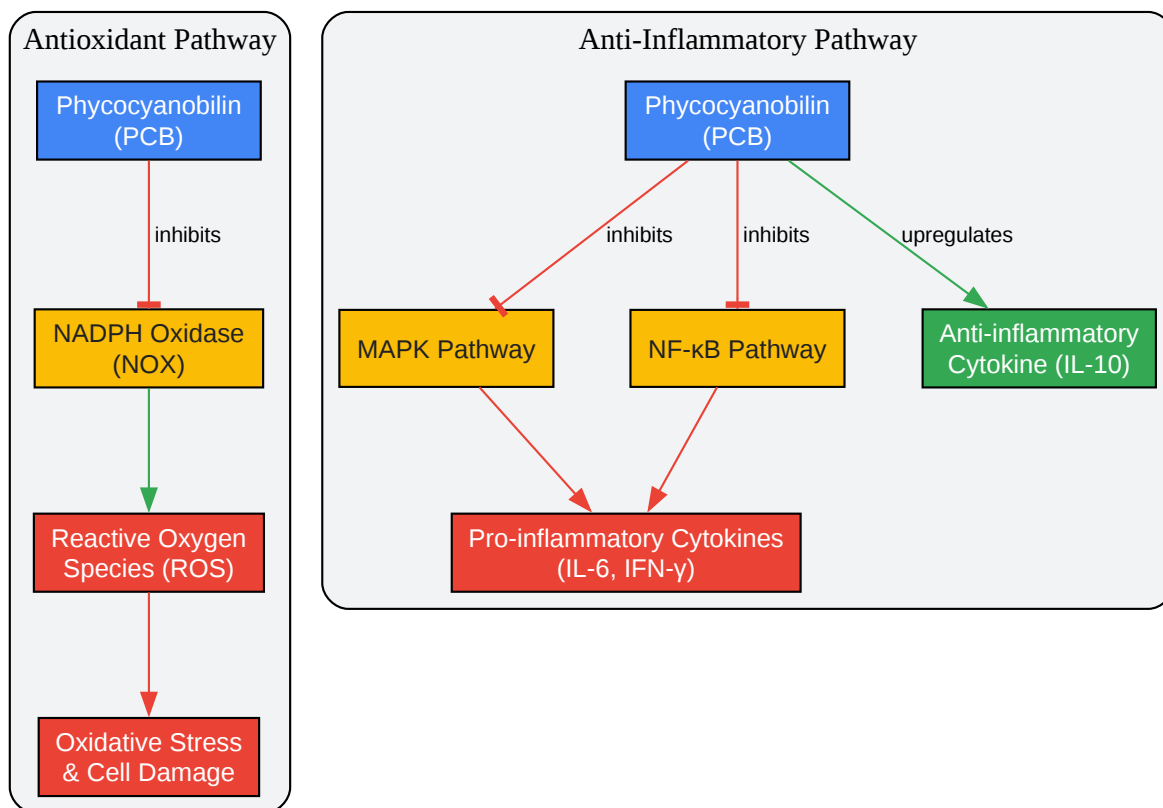 Antioxidant Pathway
Phycocyanobilin
(PCB)
inhibits
NADPH Oxidase
(NOX)
Reactive Oxygen
Species (ROS)
Oxidative Stress
& Cell Damage
Anti-Inflammatory Pathway
Phycocyanobilin
(PCB)
inhibits
inhibits
upregulates
MAPK Pathway
NF-κB Pathway
Anti-inflammatory
Cytokine (IL-10)
Pro-inflammatory Cytokines
(IL-6, IFN-γ)